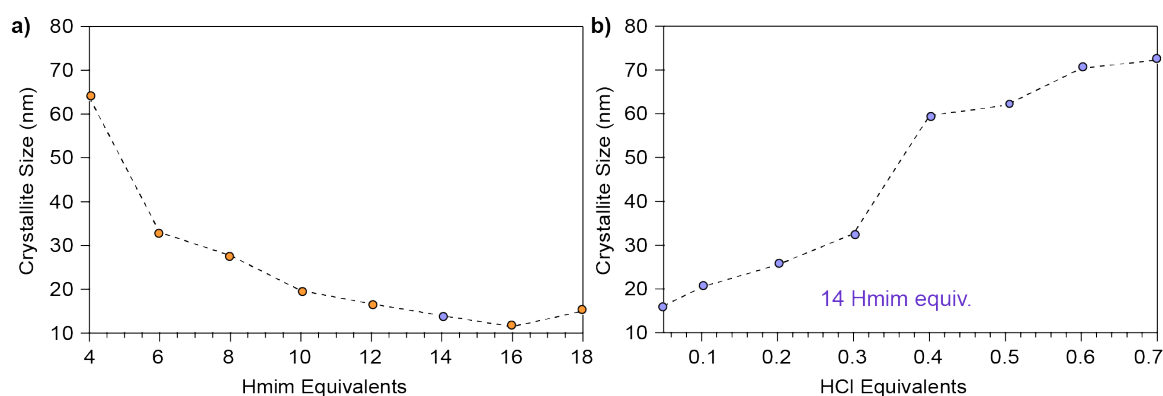 a)
80
70
60
50
40
30
20
10
Crystallite Size (nm)
4 6 8 10 12 14 16 18
Hmim Equivalents
b)
80
70
60
50
40
30
20
10
Crystallite Size (nm)
14 Hmim equiv.
0.1 0.2 0.3 0.4 0.5 0.6 0.7
HCl Equivalents